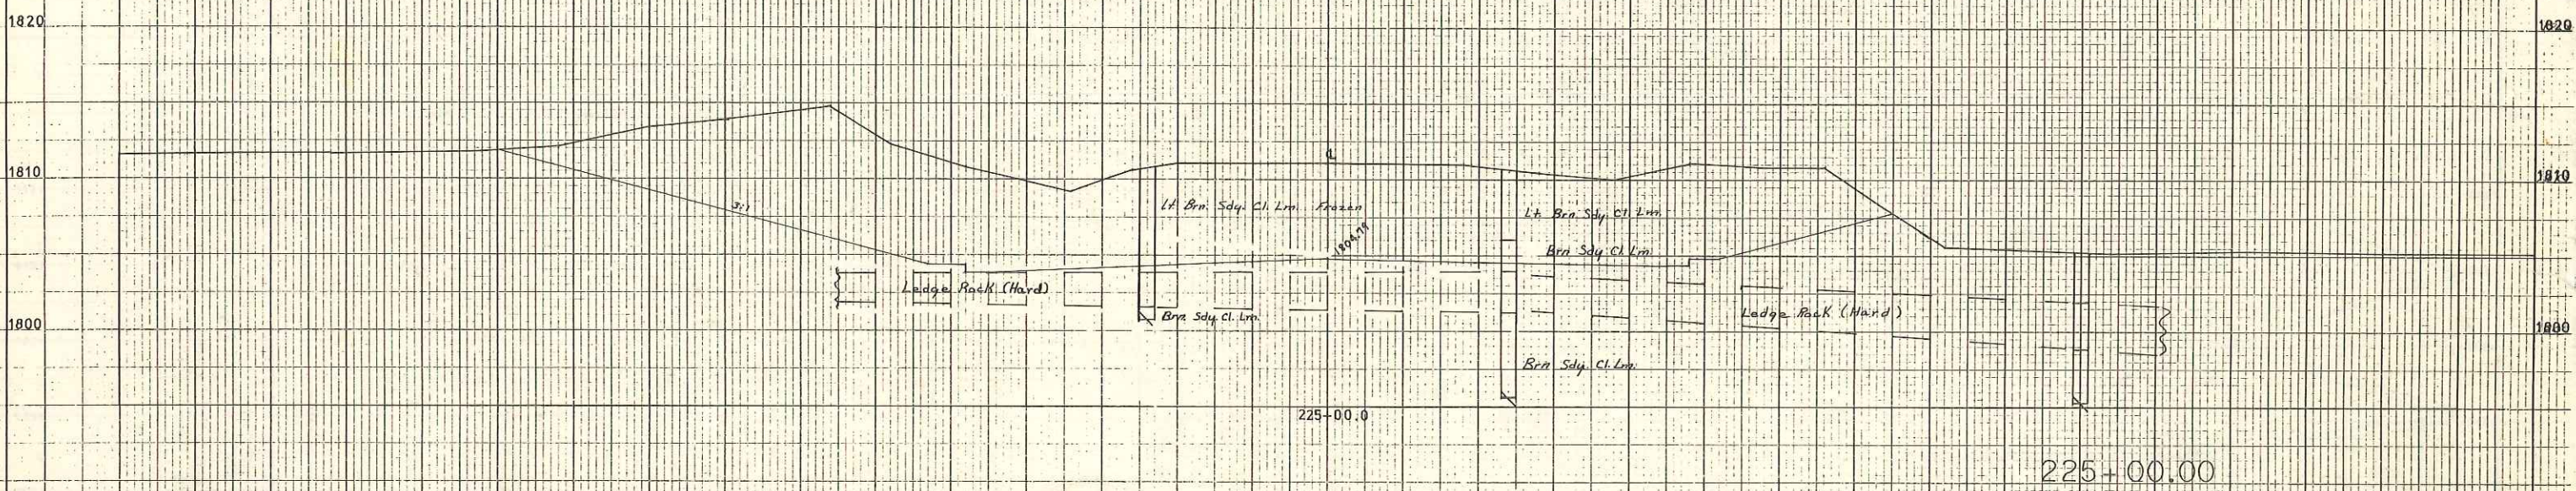 1820 1820
℄
1810 1810
3:1
Lt. Brn. Sdy. Cl. Lm. Frozen
Lt. Brn Sdy Cl. Lm.
1804.79
Brn Sdy Cl. Lm.
Ledge Rock (Hard)
Ledge Rock (Hard)
Brn. Sdy. Cl. Lm.
1800 1800
Brn Sdy. Cl. Lm.
225+00.0
225+00.00